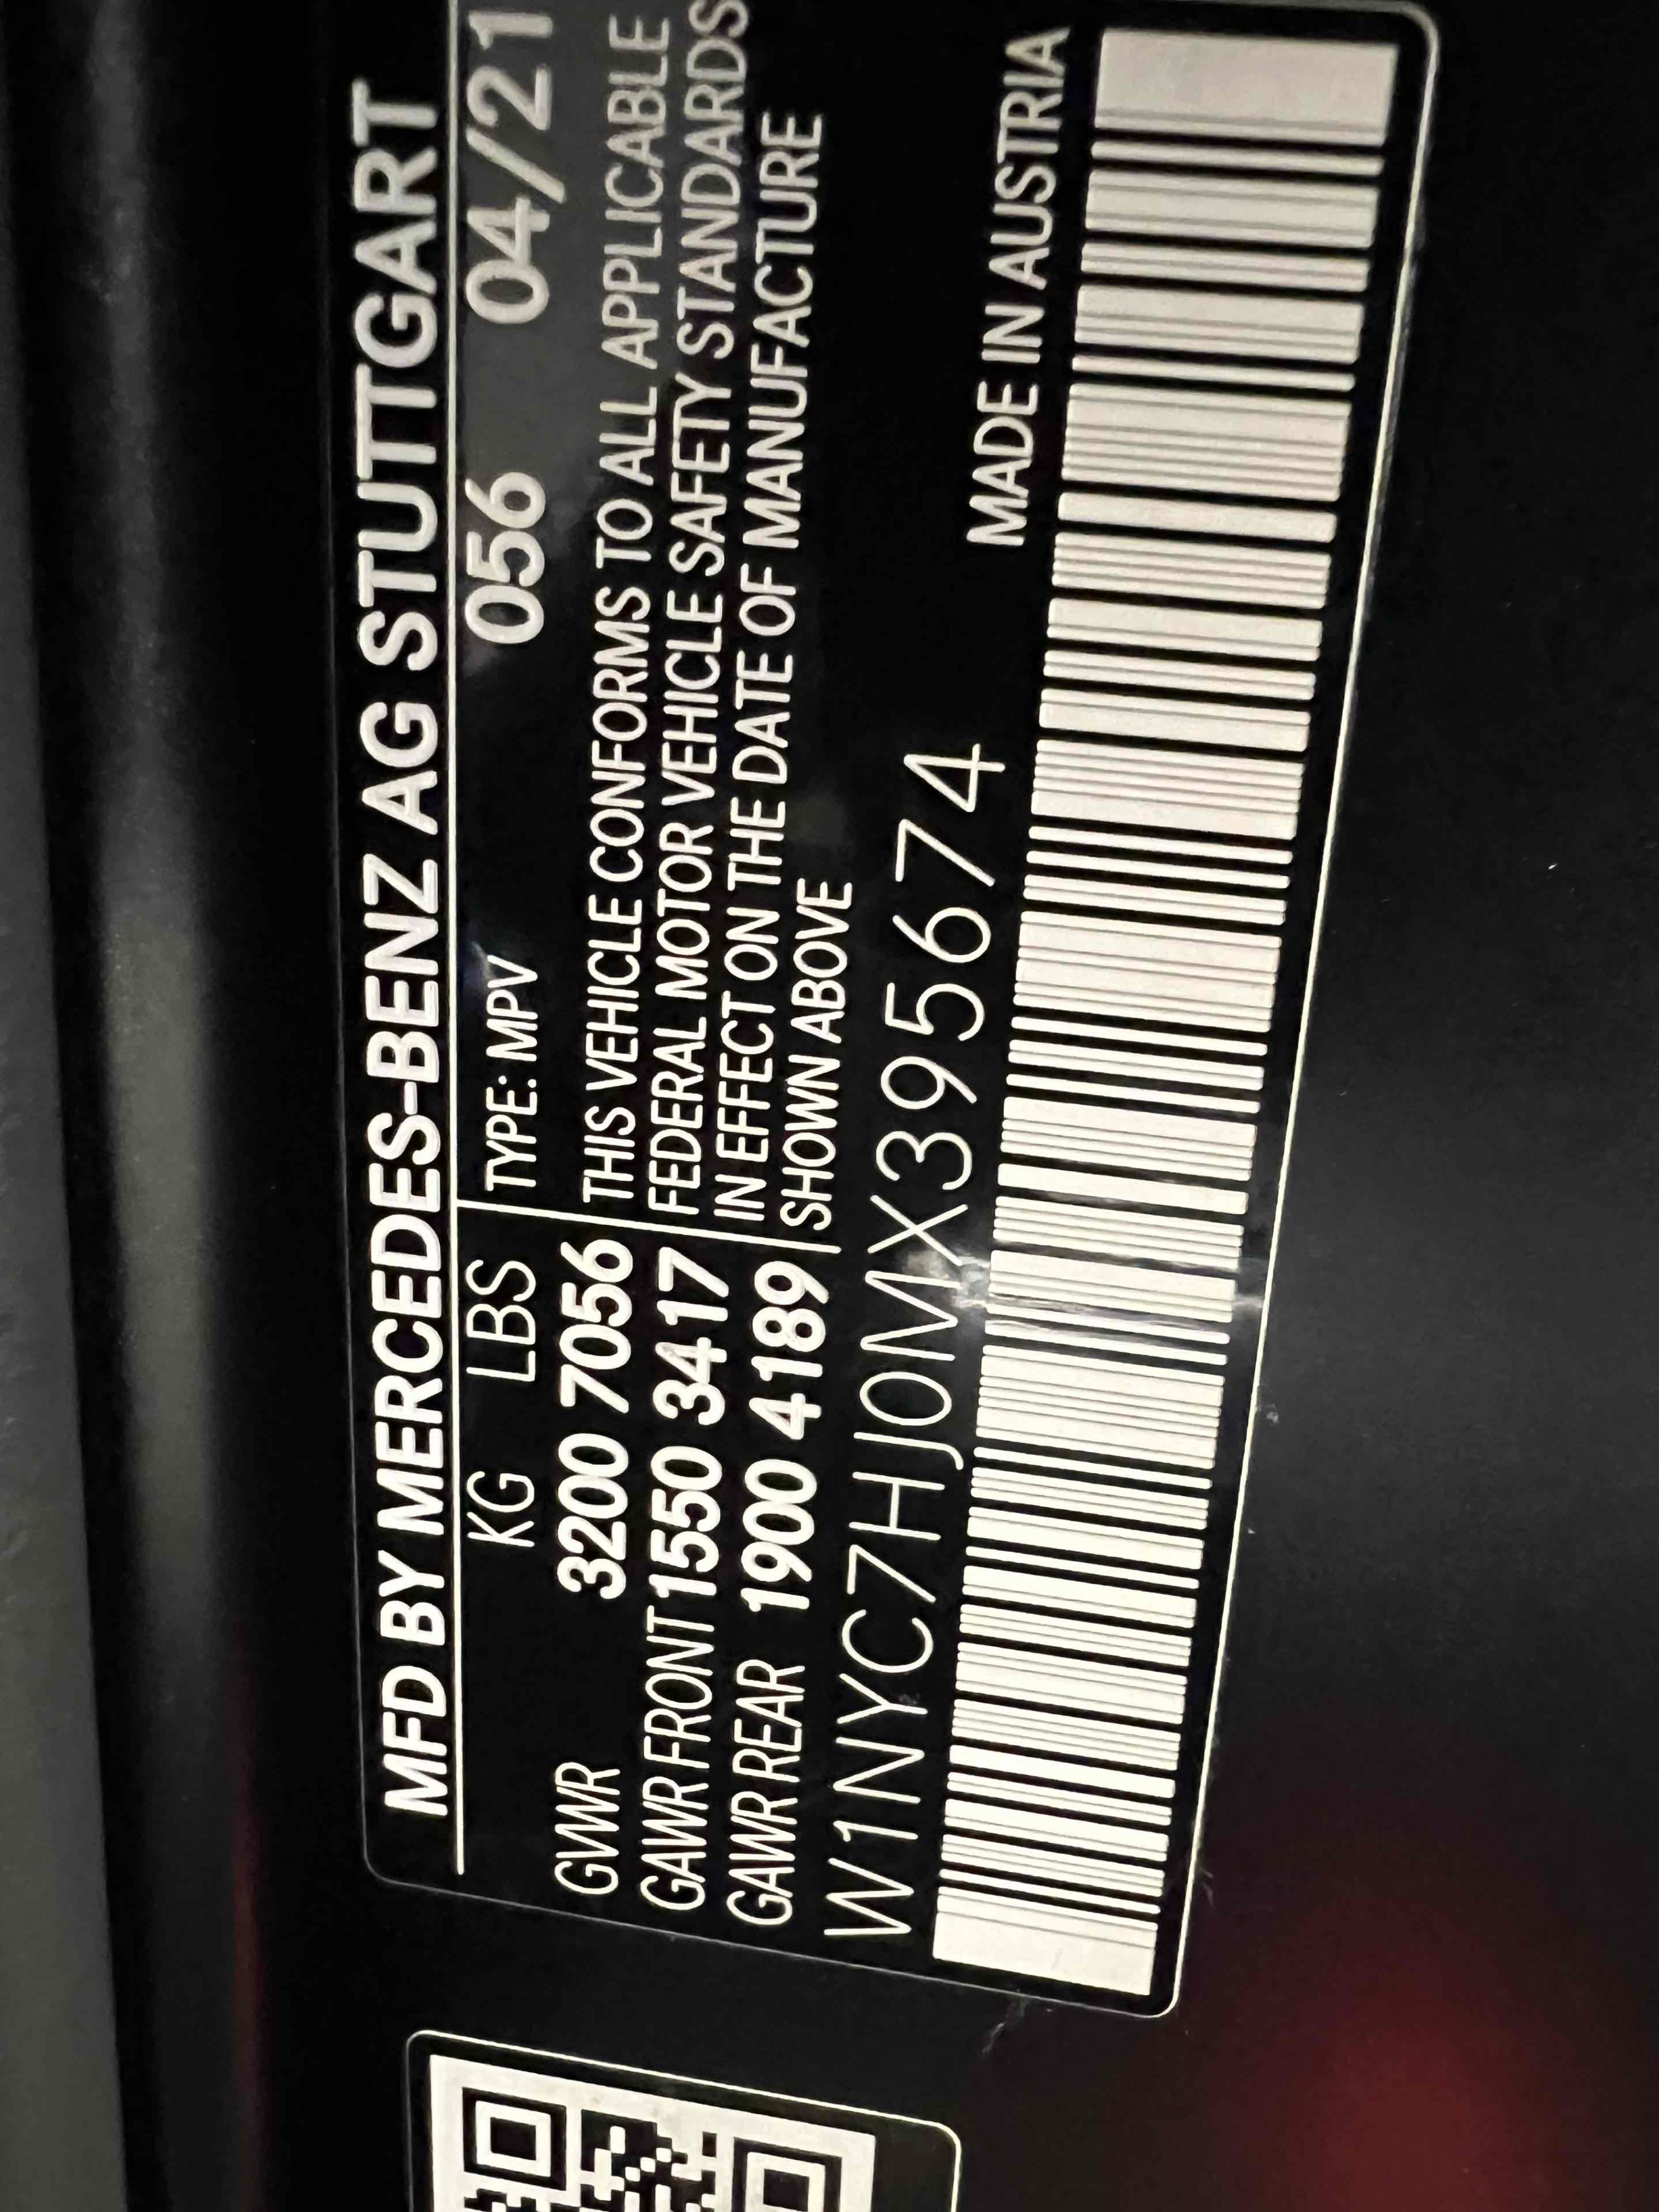 MFD BY MERCEDES-BENZ AG STUTTGART
KG LBS TYPE: MPV 056 04/21
GVWR 3200 7056 THIS VEHICLE CONFORMS TO ALL APPLICABLE
GAWR FRONT 1550 3417 FEDERAL MOTOR VEHICLE SAFETY STANDARDS
GAWR REAR 1900 4189 IN EFFECT ON THE DATE OF MANUFACTURE
SHOWN ABOVE
W1NYC7HJ0MX395674
MADE IN AUSTRIA